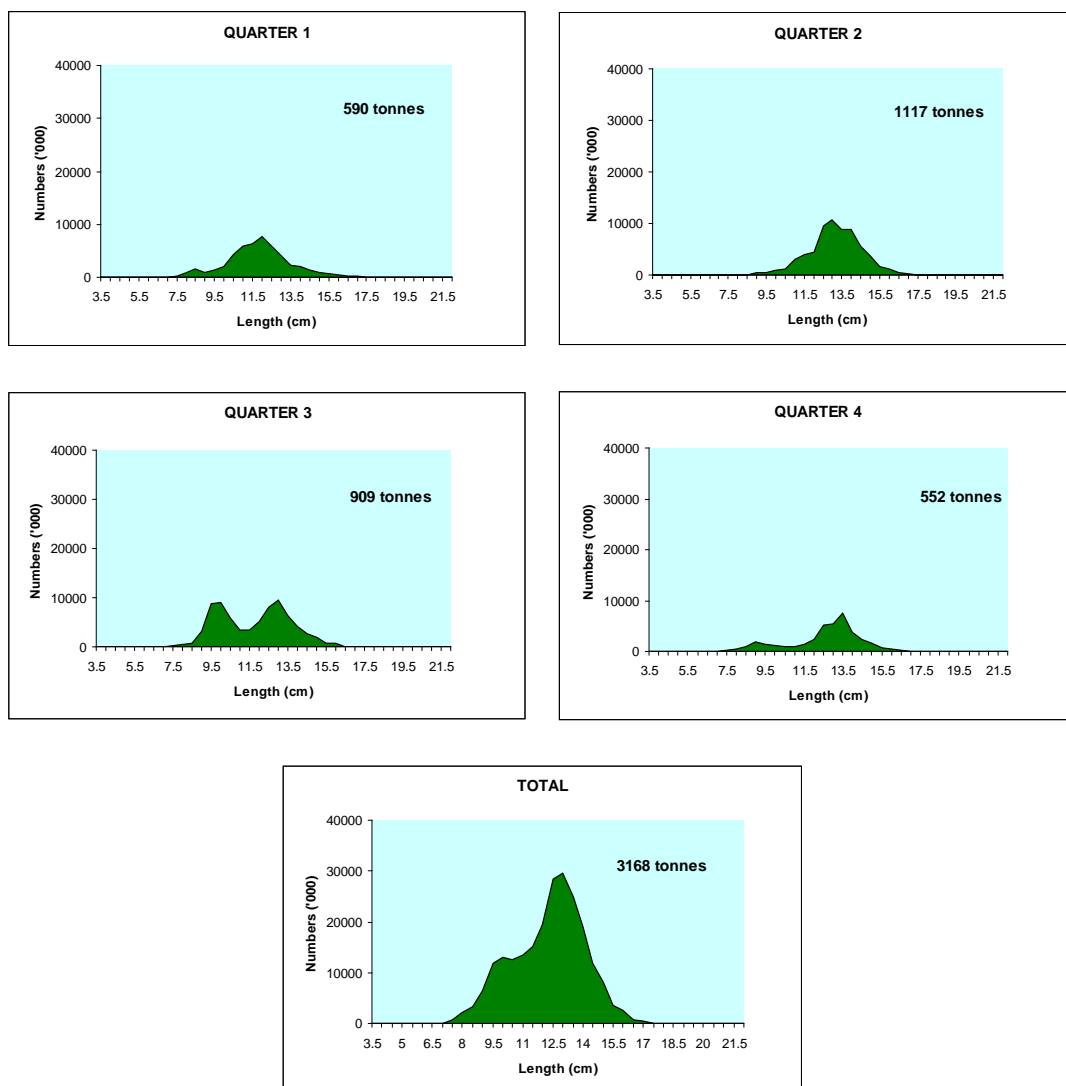 QUARTER 1
40000
30000
20000
10000
0
Numbers ('000)
590 tonnes
3.5 5.5 7.5 9.5 11.5 13.5 15.5 17.5 19.5 21.5
Length (cm)
QUARTER 2
40000
30000
20000
10000
0
Numbers ('000)
1117 tonnes
3.5 5.5 7.5 9.5 11.5 13.5 15.5 17.5 19.5 21.5
Length (cm)
QUARTER 3
40000
30000
20000
10000
0
Numbers ('000)
909 tonnes
3.5 5.5 7.5 9.5 11.5 13.5 15.5 17.5 19.5 21.5
Length (cm)
QUARTER 4
40000
30000
20000
10000
0
Numbers ('000)
552 tonnes
3.5 5.5 7.5 9.5 11.5 13.5 15.5 17.5 19.5 21.5
Length (cm)
TOTAL
40000
30000
20000
10000
0
Numbers ('000)
3168 tonnes
3.5 5 6.5 8 9.5 11 12.5 14 15.5 17 18.5 20 21.5
Length (cm)